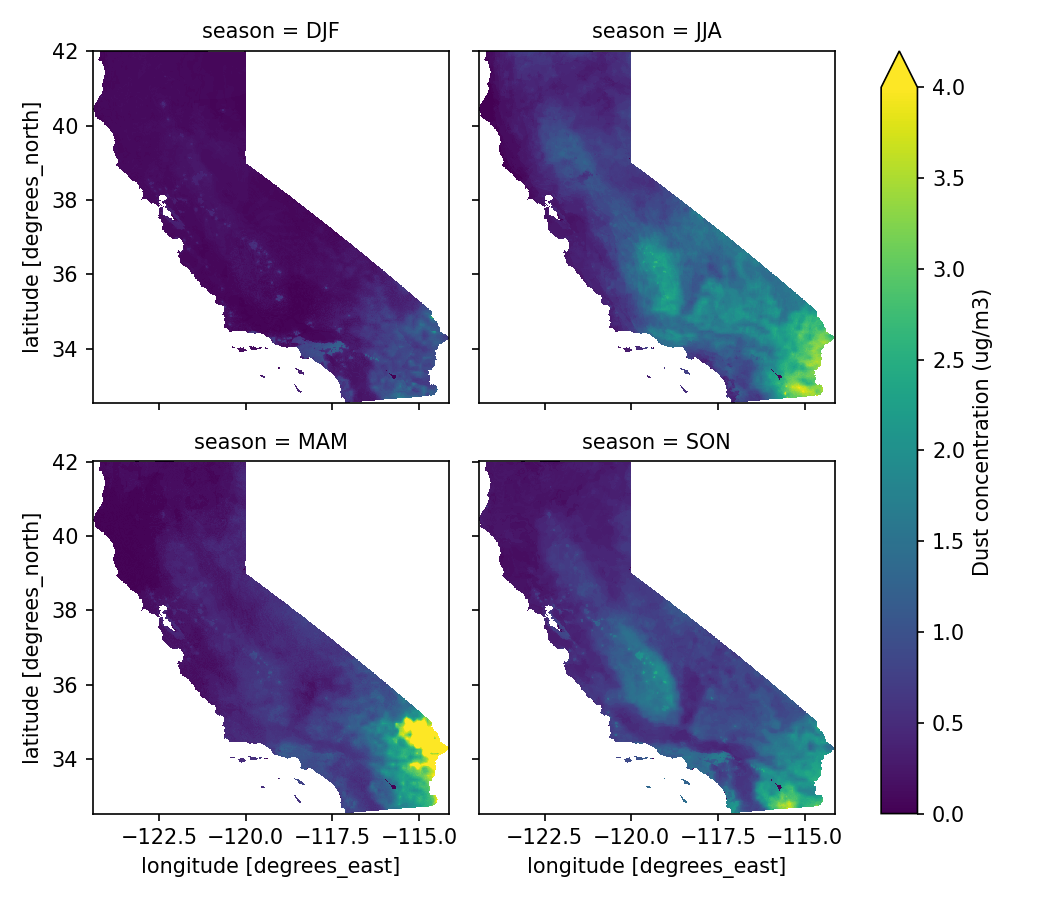 season = DJF
season = JJA
42
40
38
36
34
latitude [degrees_north]
season = MAM
season = SON
42
40
38
36
34
latitude [degrees_north]
−122.5 −120.0 −117.5 −115.0
longitude [degrees_east]
−122.5 −120.0 −117.5 −115.0
longitude [degrees_east]
4.0
3.5
3.0
2.5
2.0
1.5
1.0
0.5
0.0
Dust concentration (ug/m3)